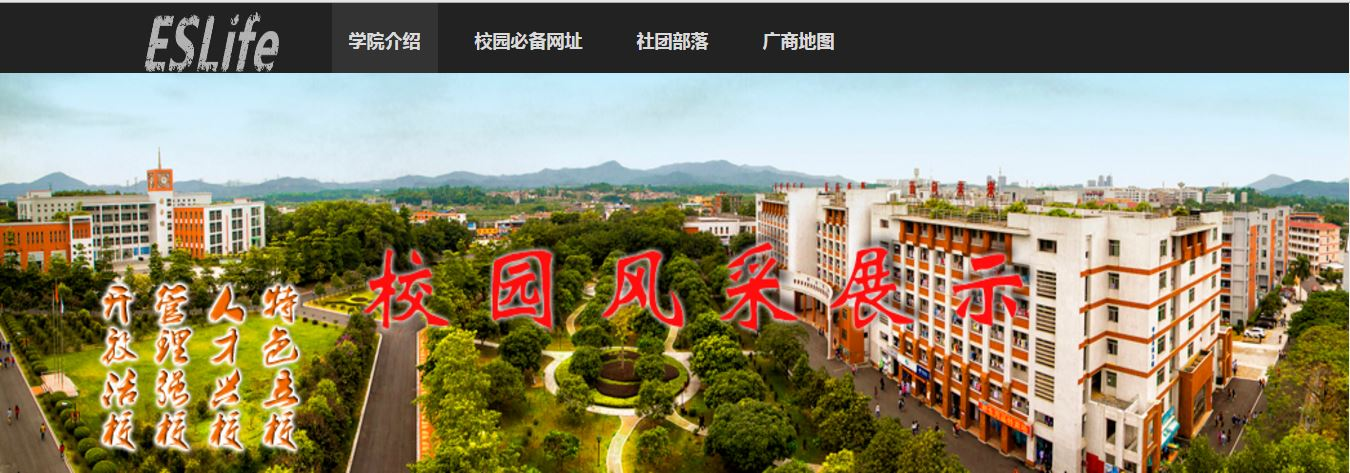 ESLife
学院介绍
校园必备网址
社团部落
广商地图
校园风采展示
特色立校
人才兴校
管理强校
开放活校